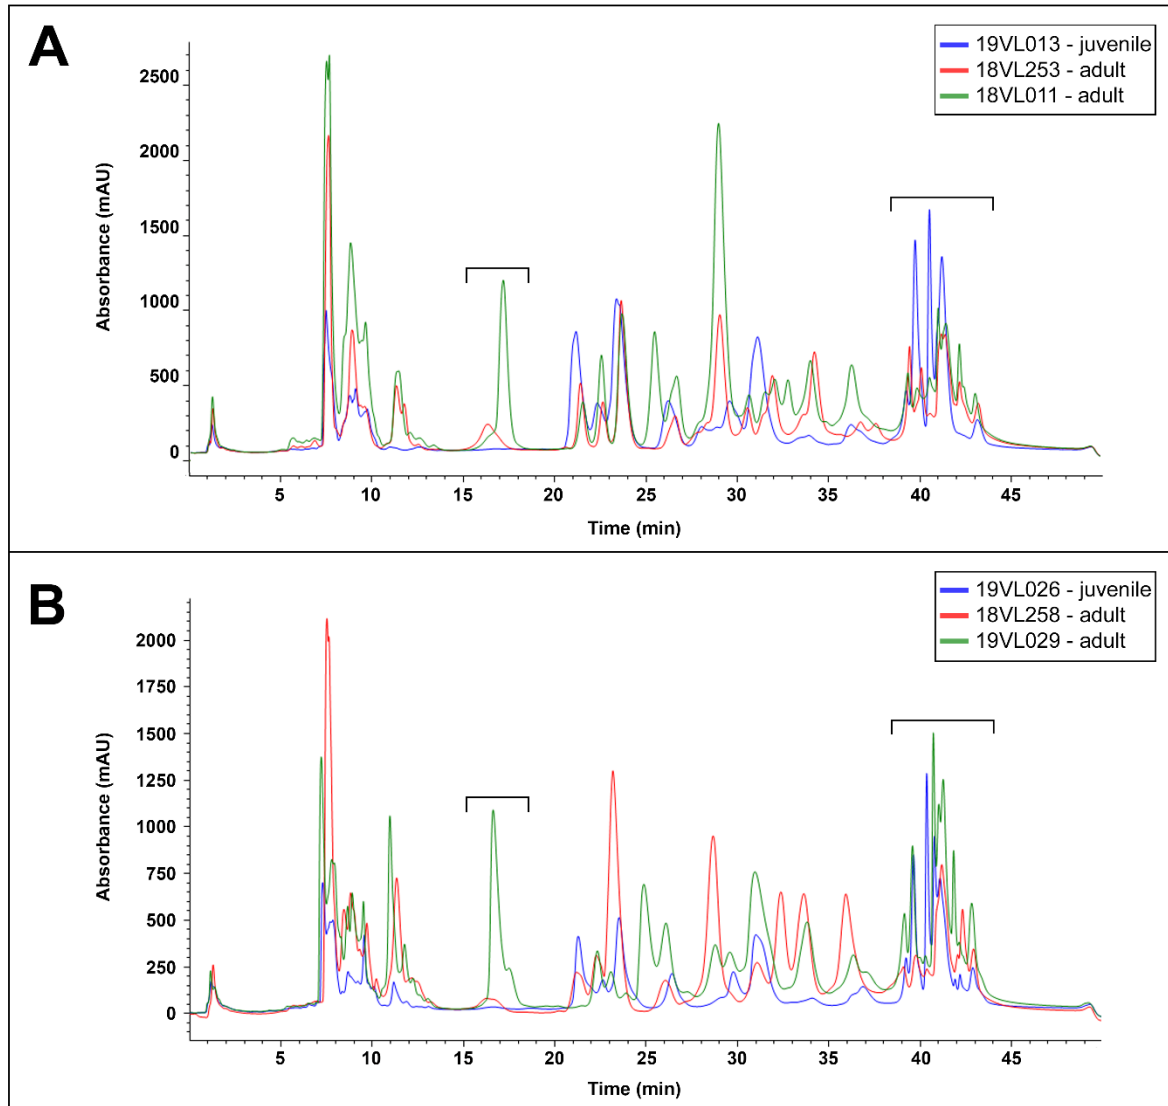 A
19VL013 - juvenile
18VL253 - adult
18VL011 - adult
2500
2000
1500
1000
500
0
Absorbance (mAU)
5 10 15 20 25 30 35 40 45
Time (min)
B
19VL026 - juvenile
18VL258 - adult
19VL029 - adult
2000
1750
1500
1250
1000
750
500
250
0
Absorbance (mAU)
5 10 15 20 25 30 35 40 45
Time (min)